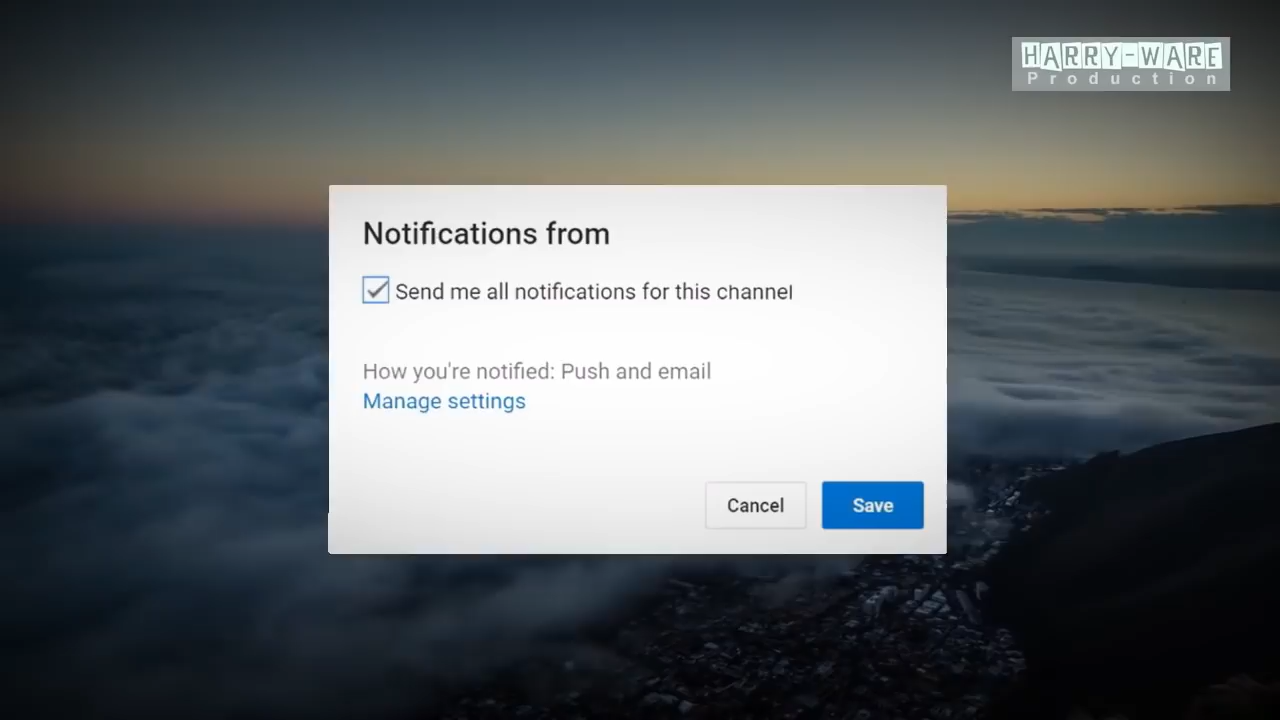 HARRY-WARE
Production
Notifications from
Send me all notifications for this channel
How you're notified: Push and email
Manage settings
Cancel
Save